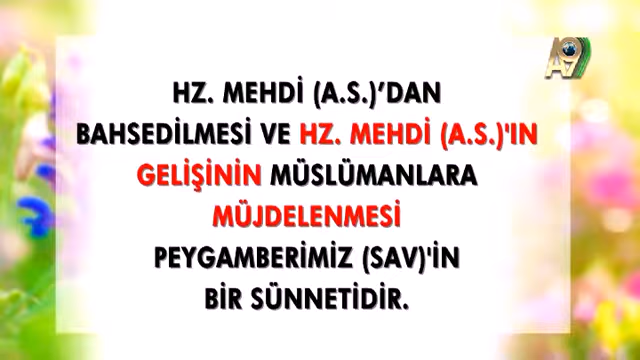 A9
HZ. MEHDİ (A.S.)’DAN
BAHSEDİLMESİ VE HZ. MEHDİ (A.S.)'IN
GELİŞİNİN MÜSLÜMANLARA
MÜJDELENMESİ
PEYGAMBERİMİZ (SAV)'İN
BİR SÜNNETİDİR.